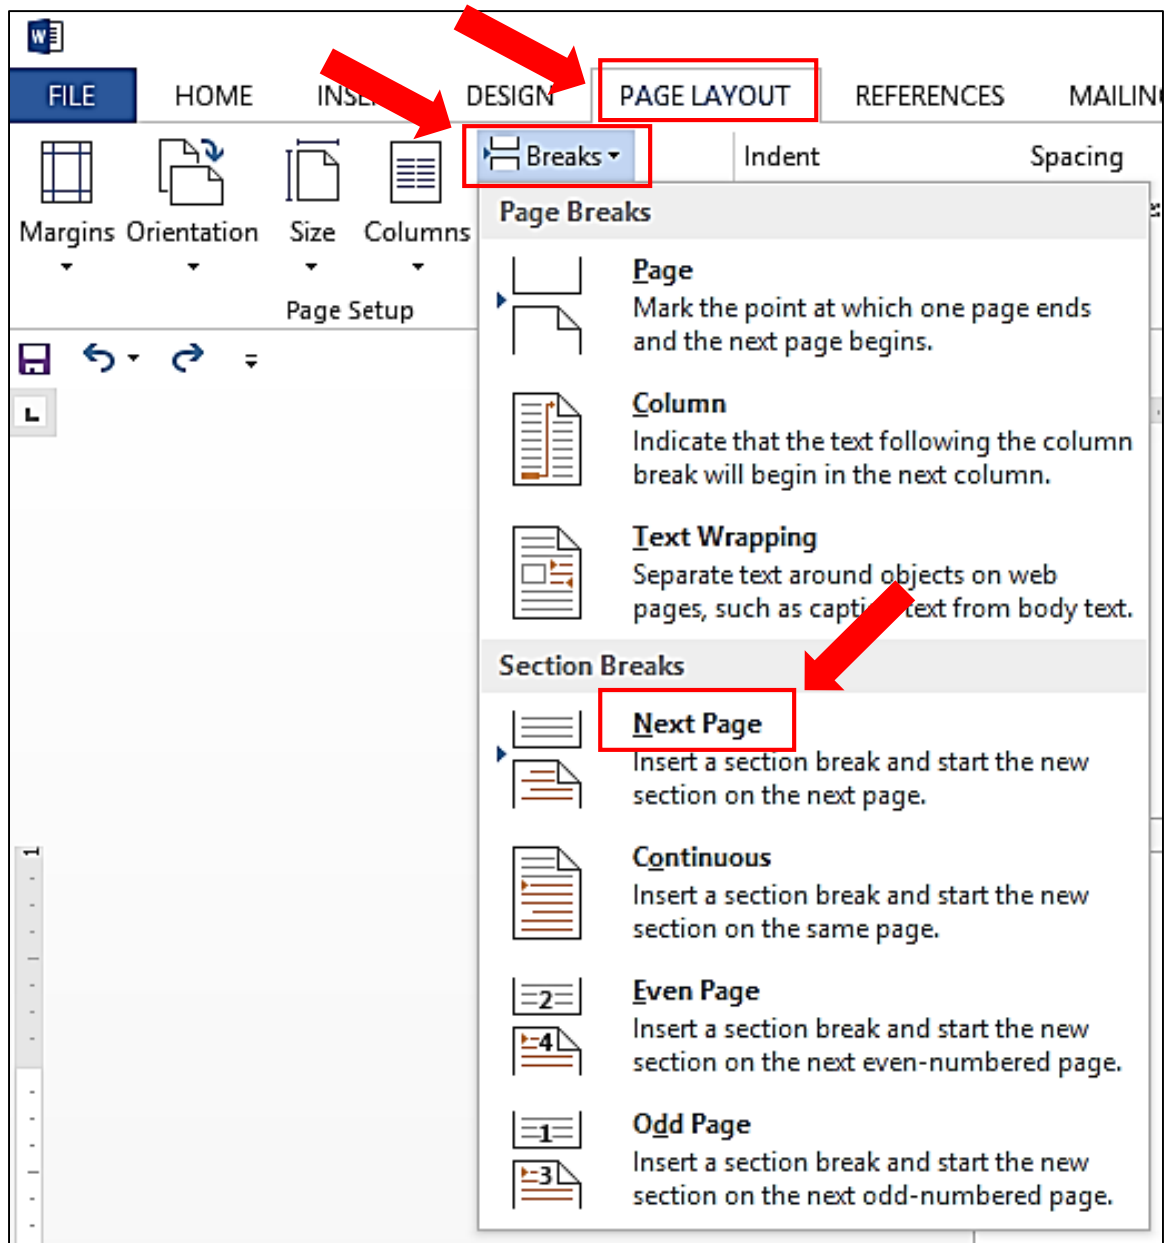 FILE HOME DESIGN PAGE LAYOUT REFERENCES
Breaks Indent Spacing
Margins Orientation Size Columns
Page Setup
Page Breaks
Page
Mark the point at which one page ends
and the next page begins.
Column
Indicate that the text following the column
break will begin in the next column.
Text Wrapping
Separate text around objects on web
pages, such as caption text from body text.
Section Breaks
Next Page
Insert a section break and start the new
section on the next page.
Continuous
Insert a section break and start the new
section on the same page.
2
4
Even Page
Insert a section break and start the new
section on the next even-numbered page.
1
3
Odd Page
Insert a section break and start the new
section on the next odd-numbered page.
1